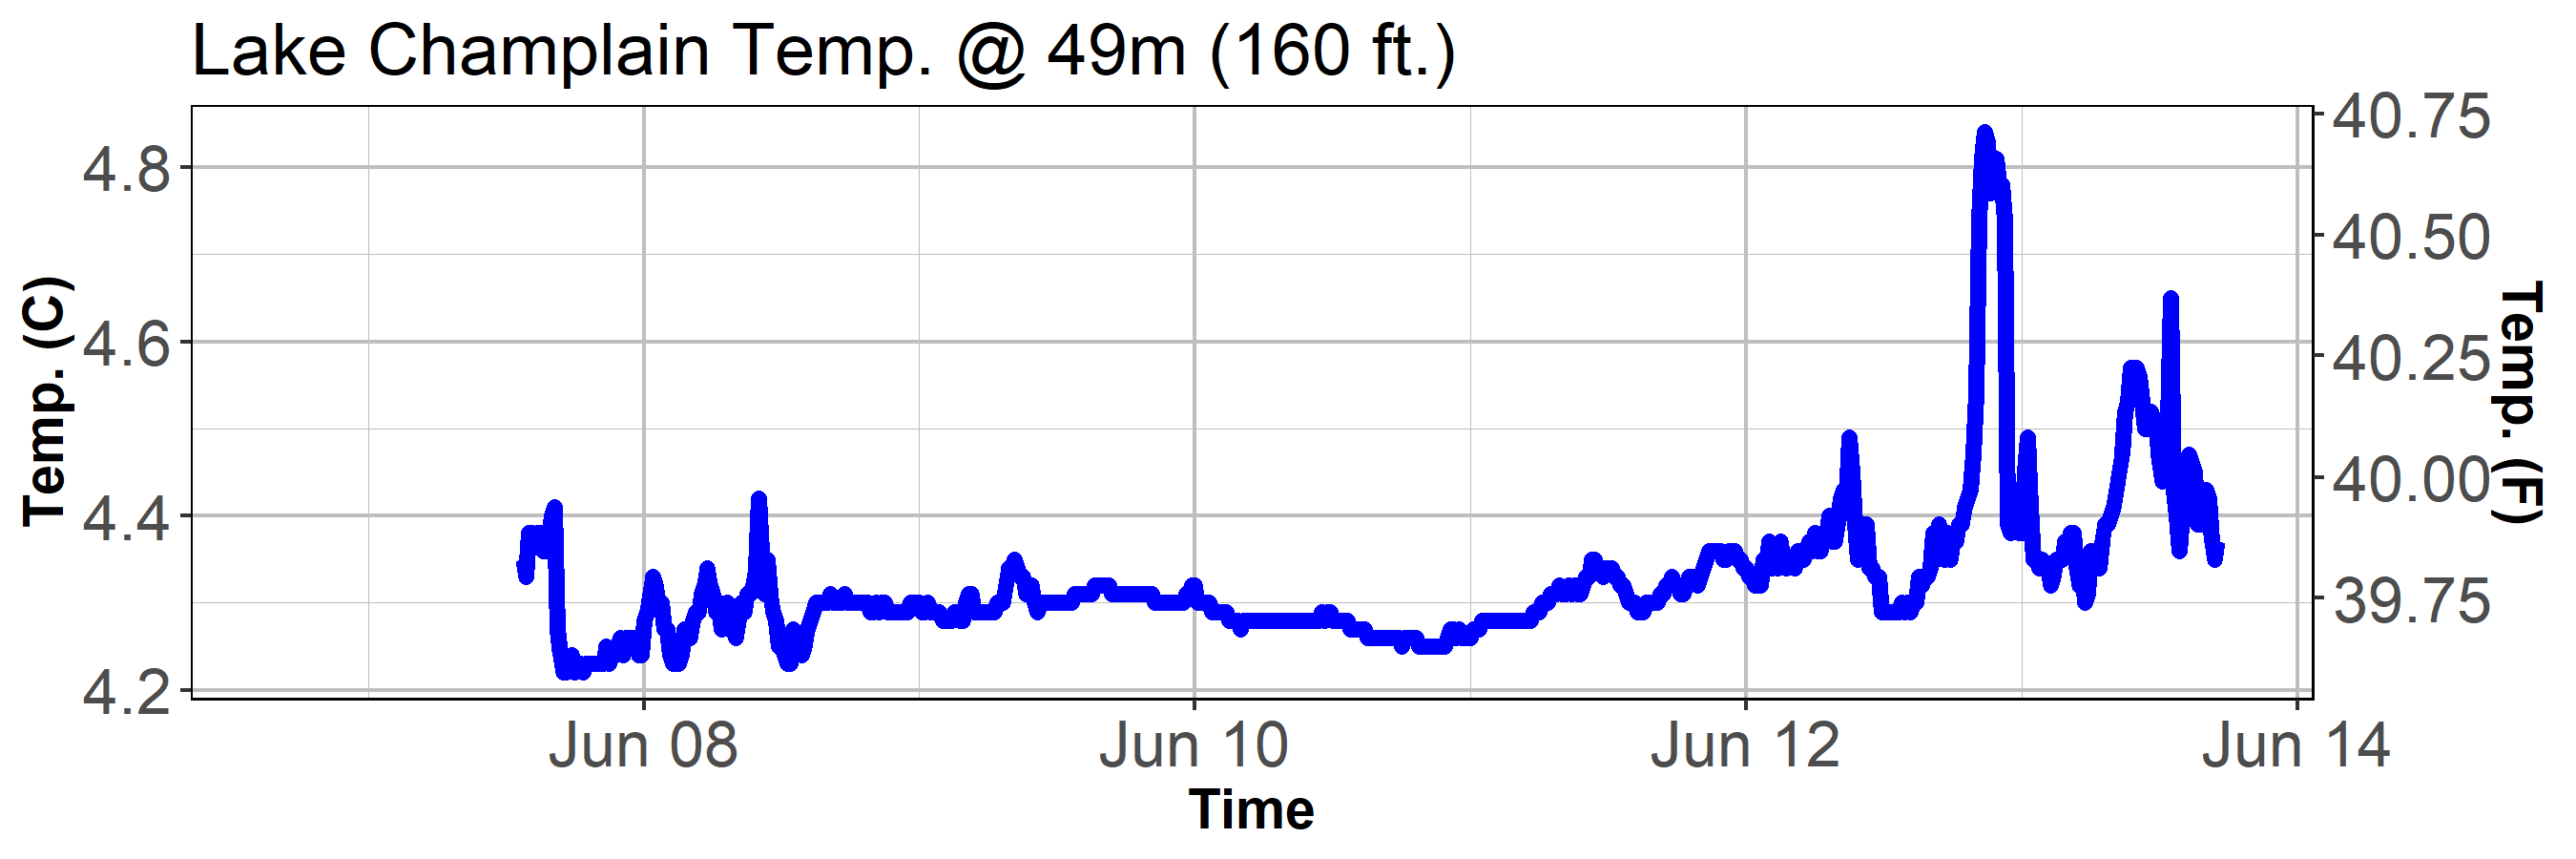 Lake Champlain Temp. @ 49m (160 ft.)
Temp. (C)
4.8
4.6
4.4
4.2
40.75
40.50
40.25
40.00
39.75
Temp. (F)
Jun 08 Jun 10 Jun 12 Jun 14
Time